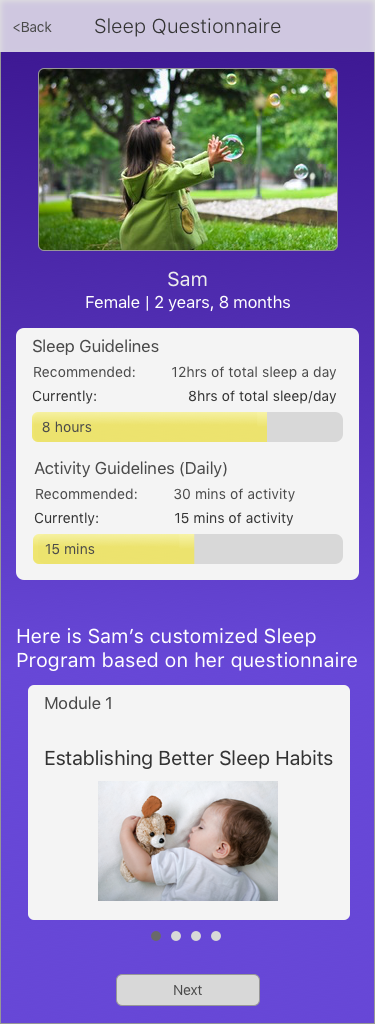 <Back Sleep Questionnaire
Sam
Female | 2 years, 8 months
Sleep Guidelines
Recommended: 12hrs of total sleep a day
Currently: 8hrs of total sleep/day
8 hours
Activity Guidelines (Daily)
Recommended: 30 mins of activity
Currently: 15 mins of activity
15 mins
Here is Sam’s customized Sleep
Program based on her questionnaire
Module 1
Establishing Better Sleep Habits
Next